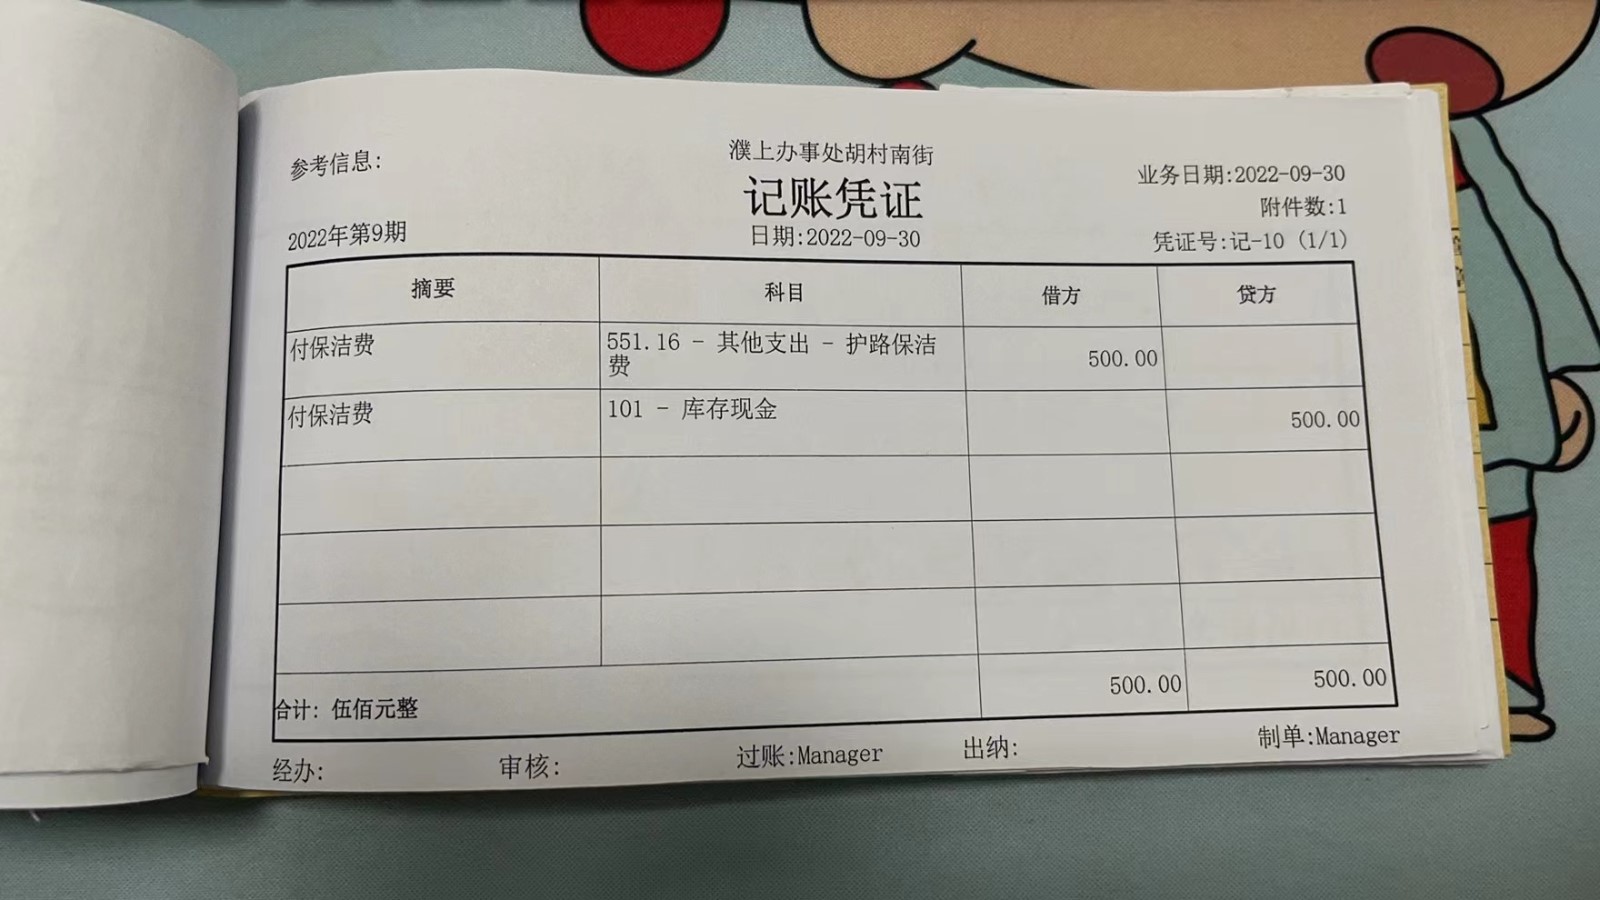 参考信息:
濮上办事处胡村南街
业务日期:2022-09-30
记账凭证
附件数:1
2022年第9期
日期:2022-09-30
凭证号:记-10 (1/1)
摘要 科目 借方 贷方
付保洁费 551.16 - 其他支出 - 护路保洁费 500.00
付保洁费 101 - 库存现金 500.00
合计: 伍佰元整 500.00 500.00
经办: 审核: 过账:Manager 出纳: 制单:Manager